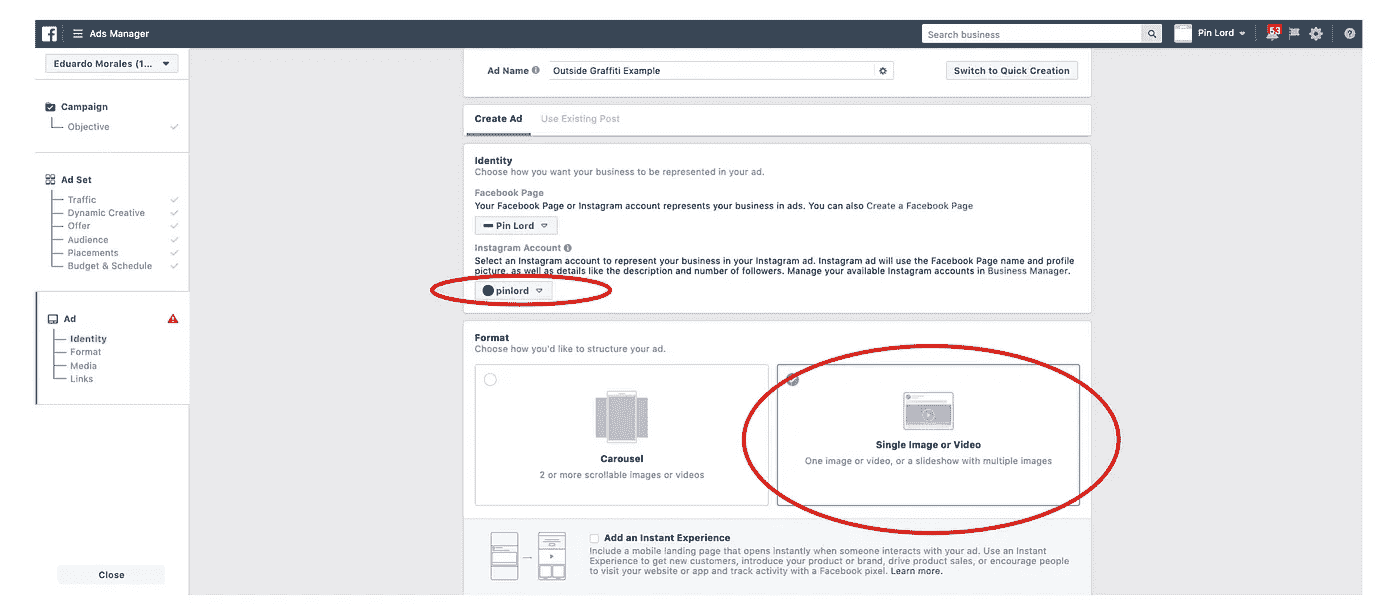 Ads Manager
Search business
Pin Lord
53
Eduardo Morales (1...
Campaign
Objective
Ad Set
Traffic
Dynamic Creative
Offer
Audience
Placements
Budget & Schedule
Ad
Identity
Format
Media
Links
Close
Ad Name
Outside Graffiti Example
Switch to Quick Creation
Create Ad
Use Existing Post
Identity
Choose how you want your business to be represented in your ad.
Facebook Page
Your Facebook Page or Instagram account represents your business in ads. You can also Create a Facebook Page
Pin Lord
Instagram Account
Select an Instagram account to represent your business in your Instagram ad. Instagram ad will use the Facebook Page name and profile
picture, as well as details like the description and number of followers. Manage your available Instagram accounts in Business Manager.
pinlord
Format
Choose how you'd like to structure your ad.
Carousel
2 or more scrollable images or videos
Single Image or Video
One image or video, or a slideshow with multiple images
Add an Instant Experience
Include a mobile landing page that opens instantly when someone interacts with your ad. Use an Instant
Experience to get new customers, introduce your product or brand, drive product sales, or encourage people
to visit your website or app and track activity with a Facebook pixel. Learn more.